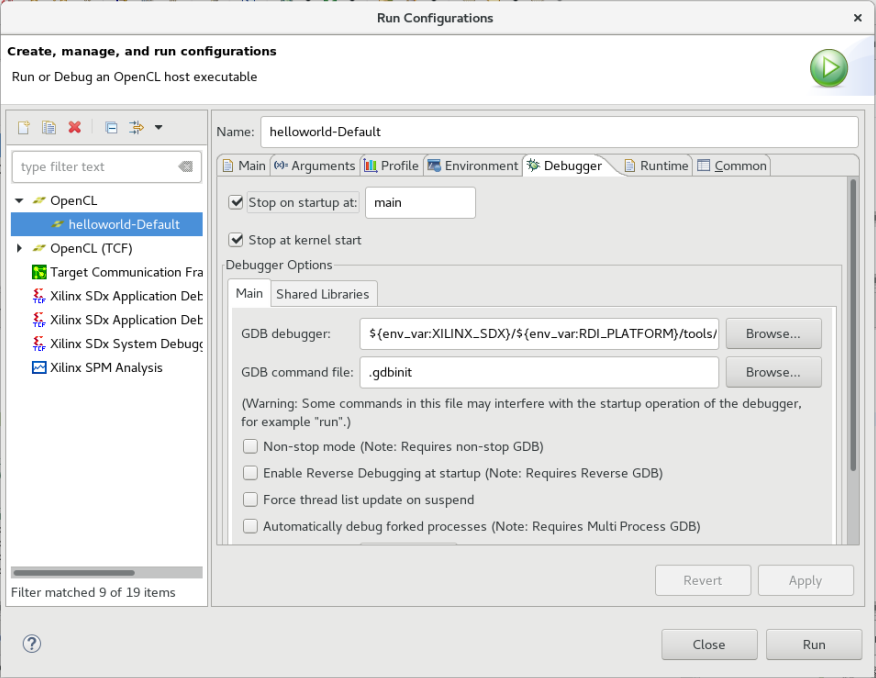 Run Configurations
Create, manage, and run configurations
Run or Debug an OpenCL host executable
type filter text
OpenCL
helloworld-Default
OpenCL (TCF)
Target Communication Fra
Xilinx SDx Application Deb
Xilinx SDx Application Deb
Xilinx SDx System Debugg
Xilinx SPM Analysis
Filter matched 9 of 19 items
Name: helloworld-Default
Main Arguments Profile Environment Debugger Runtime Common
Stop on startup at: main
Stop at kernel start
Debugger Options
Main Shared Libraries
GDB debugger: ${env_var:XILINX_SDX}/${env_var:RDI_PLATFORM}/tools/ Browse...
GDB command file: .gdbinit Browse...
(Warning: Some commands in this file may interfere with the startup operation of the debugger,
for example "run".)
Non-stop mode (Note: Requires non-stop GDB)
Enable Reverse Debugging at startup (Note: Requires Reverse GDB)
Force thread list update on suspend
Automatically debug forked processes (Note: Requires Multi Process GDB)
Revert Apply
Close Run